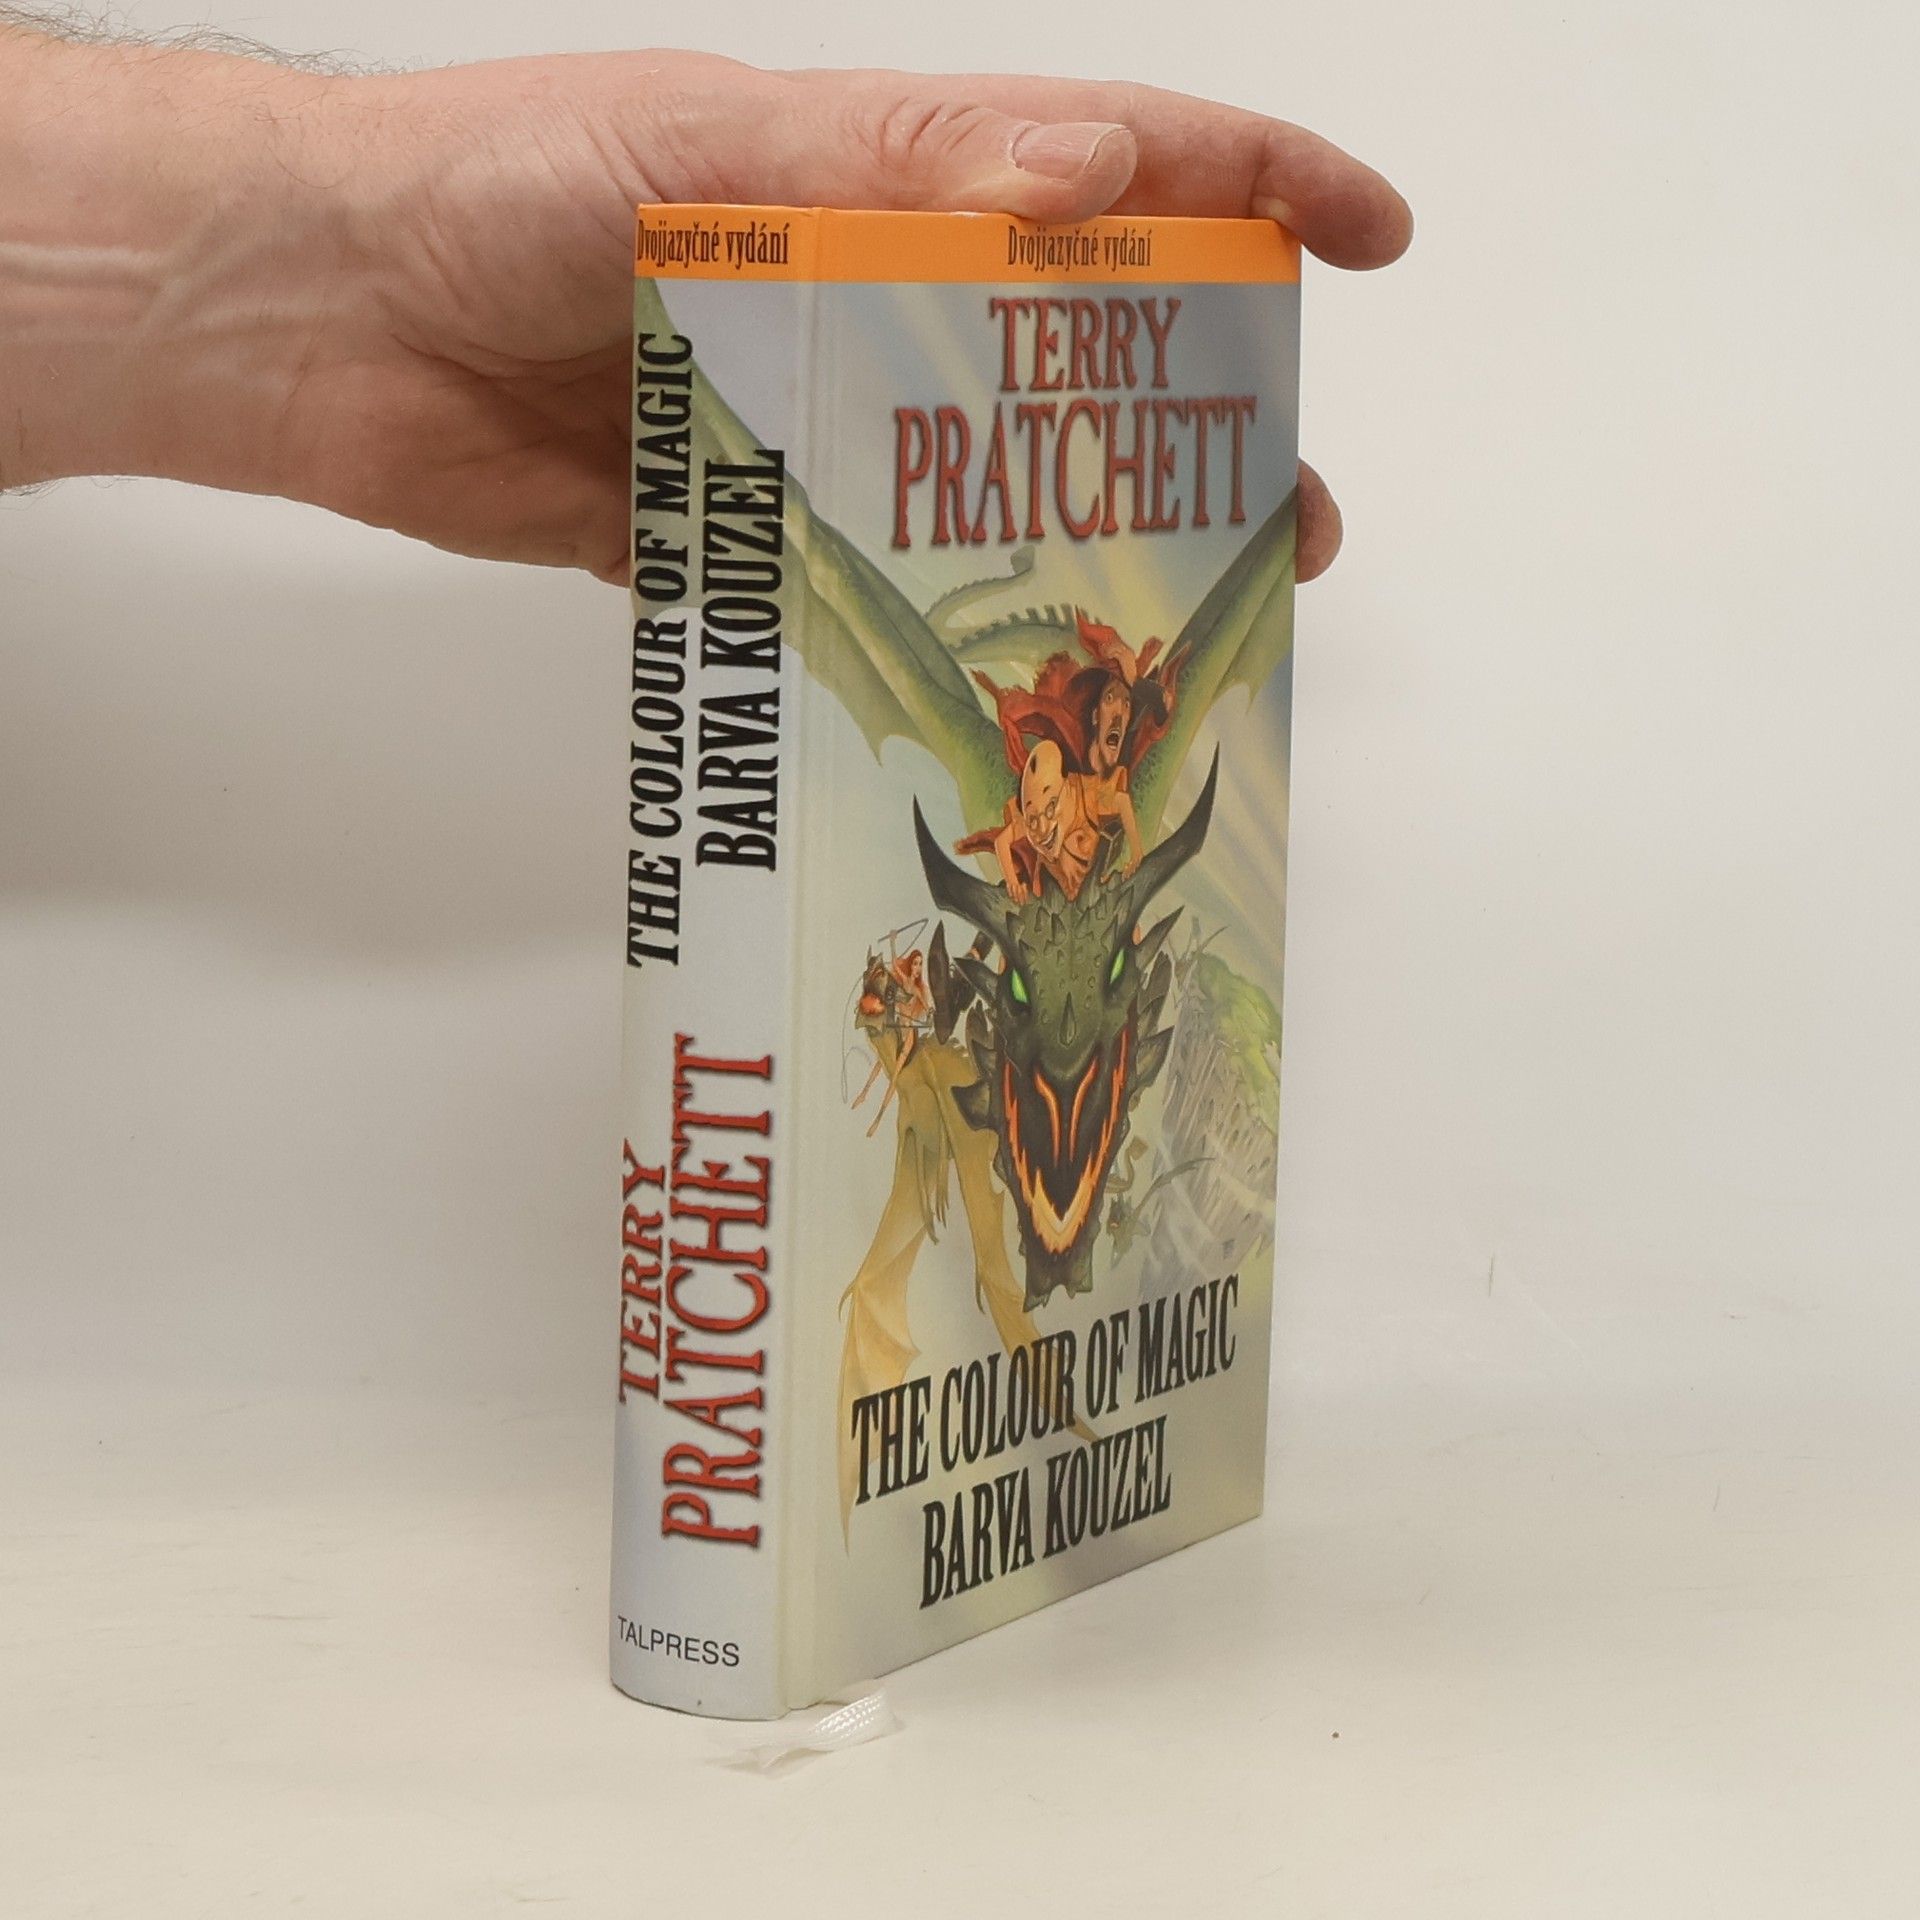 Dvojjazyčné vydání
THE COLOUR OF MAGIC
BARVA KOUZEL
TERRY
PRATCHETT
TALPRESS
Dvojjazyčné vydání
TERRY
PRATCHETT
THE COLOUR OF MAGIC
BARVA KOUZEL